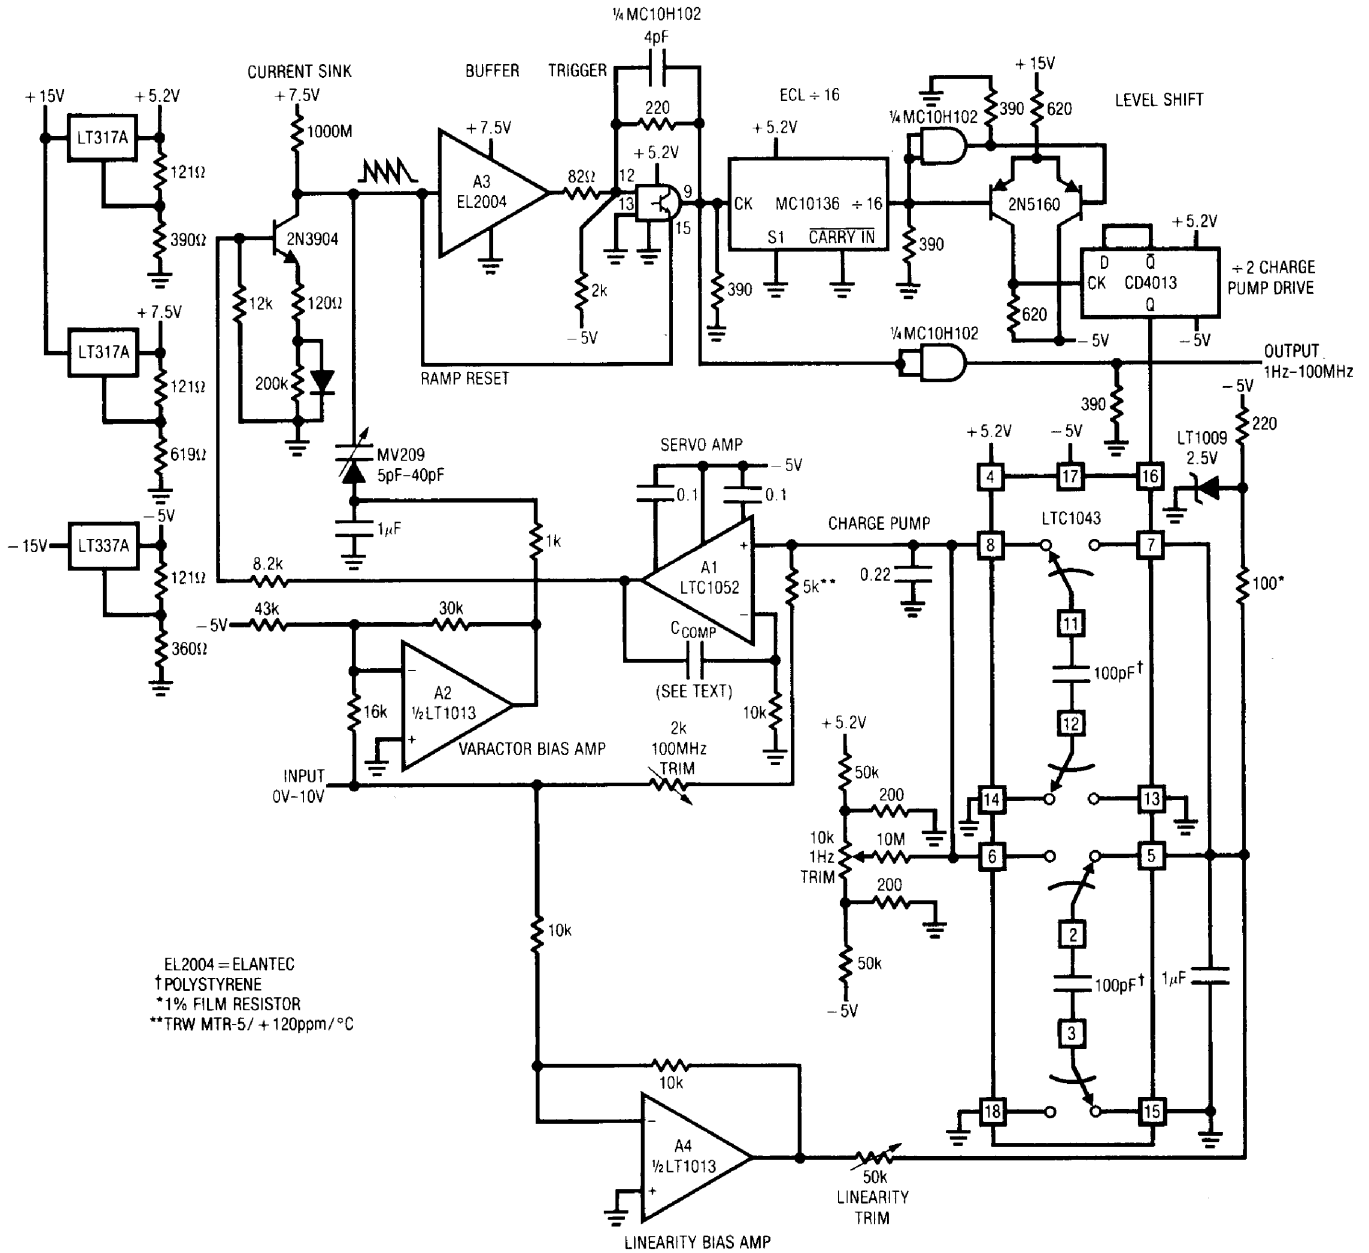 ¼ MC10H102
4pF
CURRENT SINK
BUFFER
TRIGGER
+15V
+5.2V
+7.5V
+15V
ECL ÷ 16
LEVEL SHIFT
LT317A
1000M
220
¼ MC10H102
390
620
+7.5V
+5.2V
+5.2V
121Ω
A3
EL2004
82Ω
12
13
9
15
CK
MC10136 ÷ 16
S1
CARRY IN
2N5160
390Ω
2N3904
+5.2V
12k
120Ω
2k
-5V
390
390
D
Q̅
CK
CD4013
Q
÷ 2 CHARGE
PUMP DRIVE
+7.5V
620
-5V
-5V
LT317A
¼ MC10H102
OUTPUT
1Hz–100MHz
RAMP RESET
121Ω
200k
390
-5V
220
619Ω
MV209
5pF–40pF
SERVO AMP
-5V
+5.2V
-5V
LT1009
2.5V
0.1
0.1
4
17
16
-5V
1µF
1k
CHARGE PUMP
LTC1043
-15V
LT337A
8
7
121Ω
8.2k
A1
LTC1052
+
-
5k**
0.22
100*
43k
30k
-5V
11
360Ω
C COMP
(SEE TEXT)
100pF†
16k
A2
½ LT1013
-
+
10k
12
VARACTOR BIAS AMP
2k
100MHz
TRIM
+5.2V
INPUT
0V–10V
50k
200
14
13
10k
1Hz
TRIM
10M
6
5
200
10k
2
50k
100pF†
1µF
-5V
3
EL2004 = ELANTEC
† POLYSTYRENE
* 1% FILM RESISTOR
** TRW MTR-5/ + 120ppm/°C
10k
18
15
-
A4
½ LT1013
+
50k
LINEARITY
TRIM
LINEARITY BIAS AMP